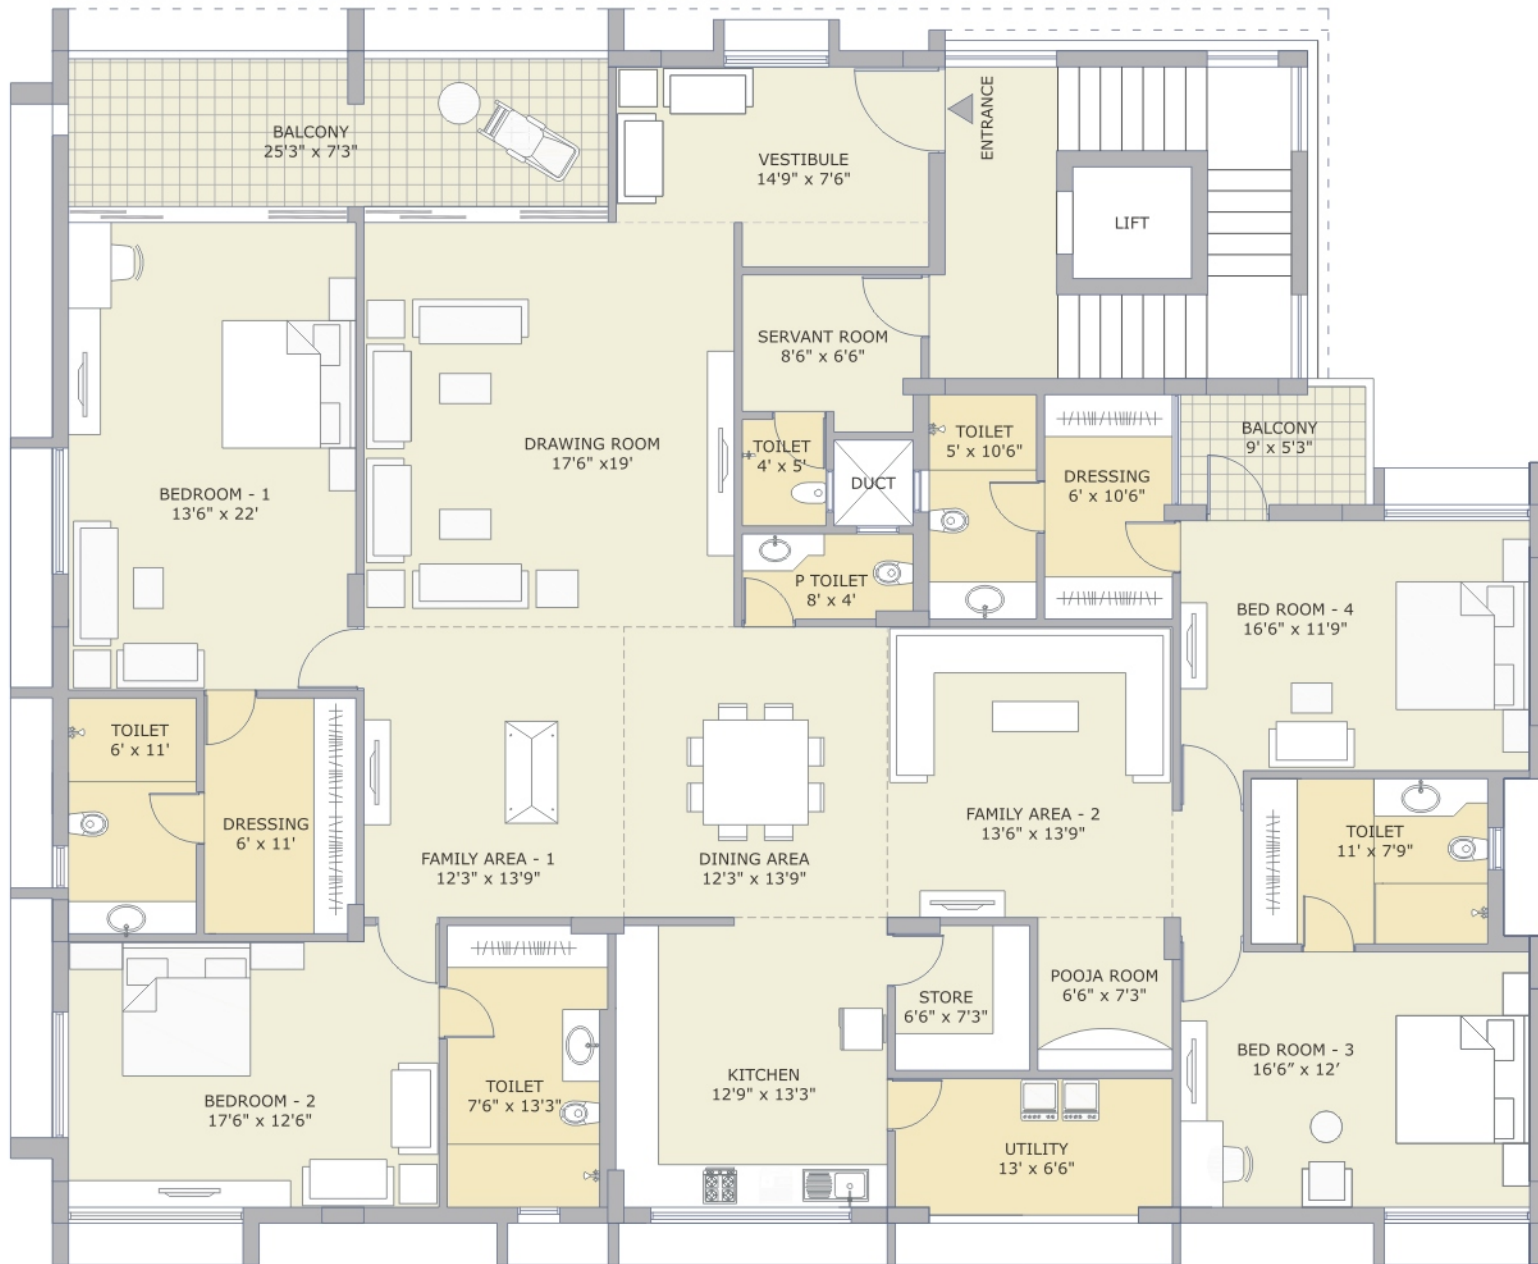 BALCONY
25'3" x 7'3"
VESTIBULE
14'9" x 7'6"
ENTRANCE
LIFT
SERVANT ROOM
8'6" x 6'6"
DRAWING ROOM
17'6" x19'
TOILET
4' x 5'
DUCT
TOILET
5' x 10'6"
DRESSING
6' x 10'6"
BALCONY
9' x 5'3"
BEDROOM - 1
13'6" x 22'
P TOILET
8' x 4'
BED ROOM - 4
16'6" x 11'9"
TOILET
6' x 11'
DRESSING
6' x 11'
FAMILY AREA - 1
12'3" x 13'9"
DINING AREA
12'3" x 13'9"
FAMILY AREA - 2
13'6" x 13'9"
TOILET
11' x 7'9"
STORE
6'6" x 7'3"
POOJA ROOM
6'6" x 7'3"
BED ROOM - 3
16'6” x 12′
BEDROOM - 2
17'6" x 12'6"
TOILET
7'6" x 13'3"
KITCHEN
12'9" x 13'3"
UTILITY
13' x 6'6"